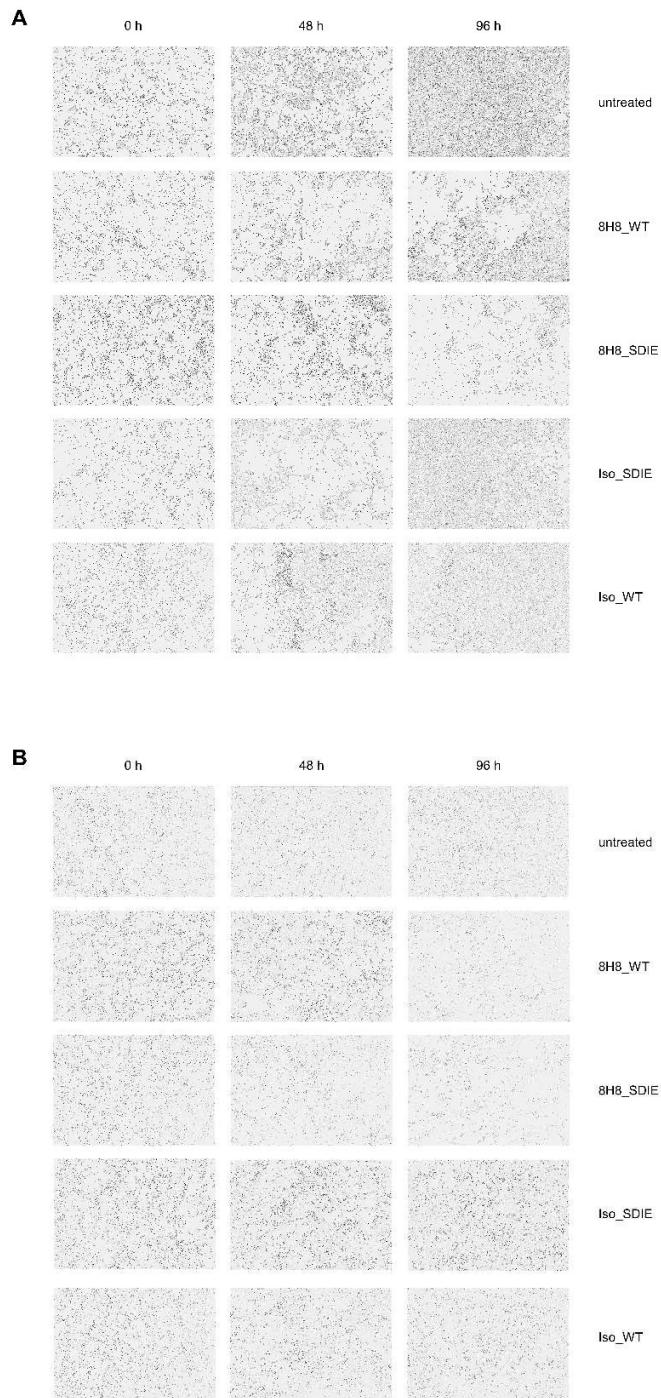 A
0 h 48 h 96 h
untreated
8H8_WT
8H8_SDIE
Iso_SDIE
Iso_WT
B
0 h 48 h 96 h
untreated
8H8_WT
8H8_SDIE
Iso_SDIE
Iso_WT